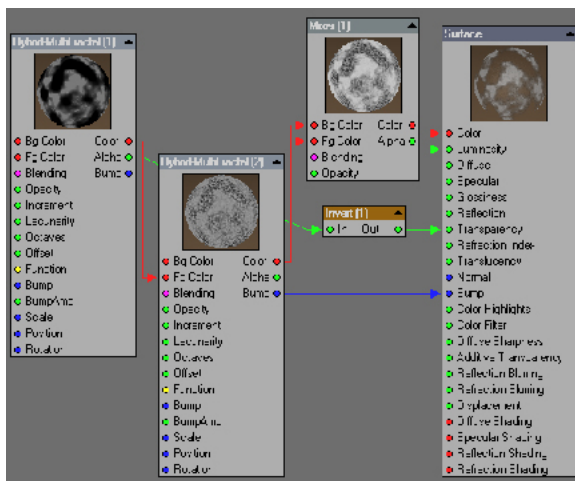 Hybrid-MultiFractal (1)
Bg Color Color
Fg Color Alpha
Blending Bump
Opacity
Increment
Lacunarity
Octaves
Offset
Function
Bump
BumpAmp
Scale
Position
Rotation
Hybrid-MultiFractal (2)
Bg Color Color
Fg Color Alpha
Blending Bump
Opacity
Increment
Lacunarity
Octaves
Offset
Function
Bump
BumpAmp
Scale
Position
Rotation
Mixer (1)
Bg Color Color
Fg Color Alpha
Blending
Opacity
Invert (1)
In Out
Surface
Color
Luminosity
Diffuse
Specular
Glossiness
Reflection
Transparency
Refraction Index
Translucency
Normal
Bump
Color Highlights
Color Filter
Diffuse Sharpness
Additive Transparency
Reflection Blurring
Refraction Blurring
Displacement
Diffuse Shading
Specular Shading
Reflection Shading
Refraction Shading